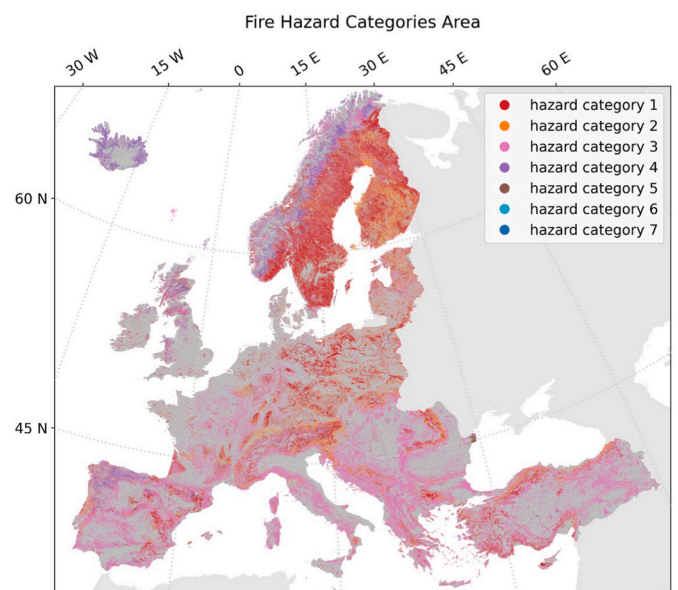 Fire Hazard Categories Area
30 W
15 W
0
15 E
30 E
45 E
60 E
hazard category 1
hazard category 2
hazard category 3
hazard category 4
hazard category 5
hazard category 6
hazard category 7
60 N
45 N